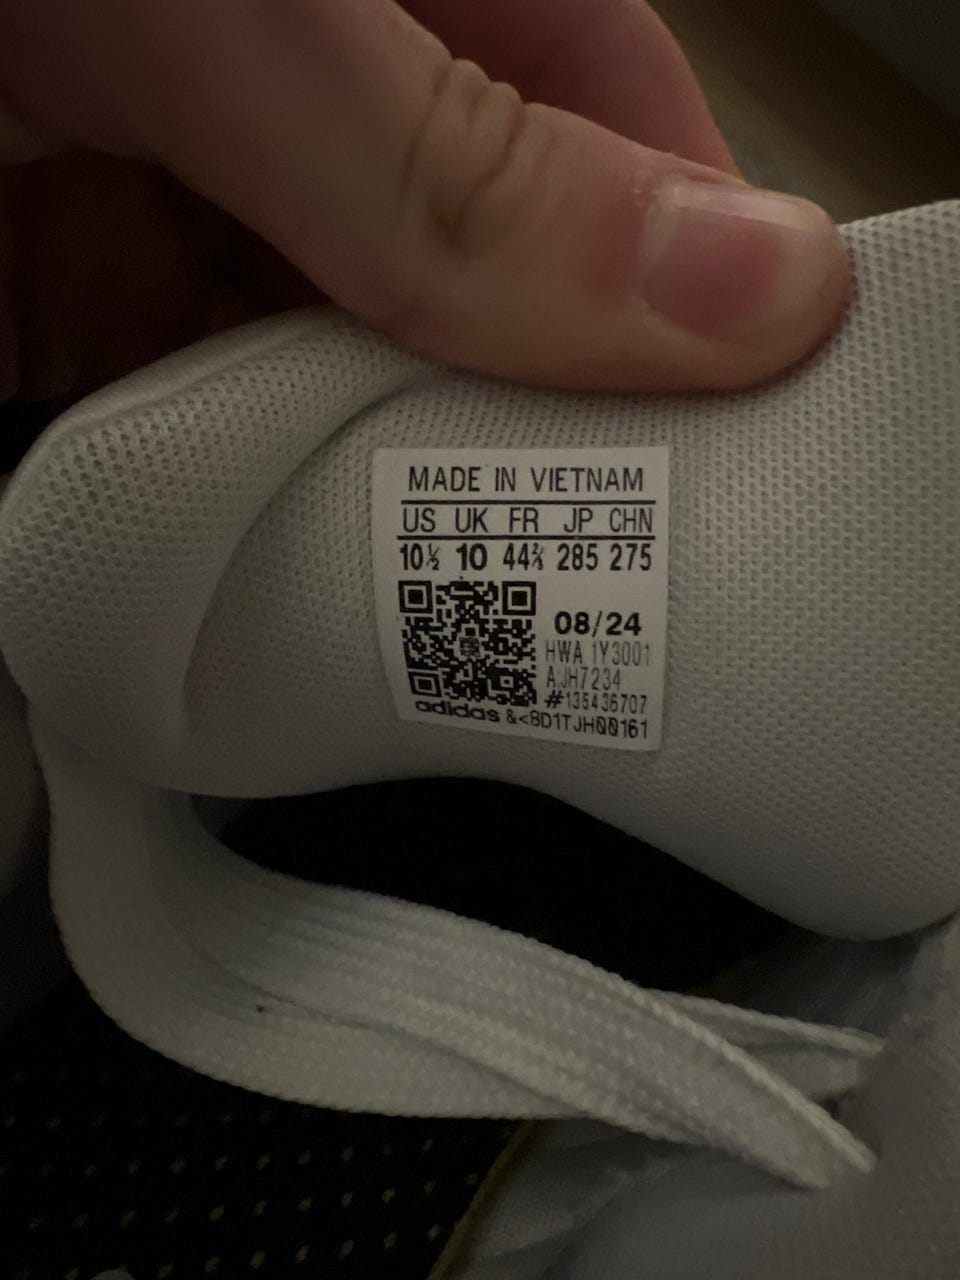 MADE IN VIETNAM
US UK FR JP CHN
10½ 10 44⅔ 285 275
08/24
HWA 1Y3001
A:JH7234
#135436707
adidas &<8D1TJH00161